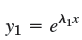 y₁ = e^{λ₁x}